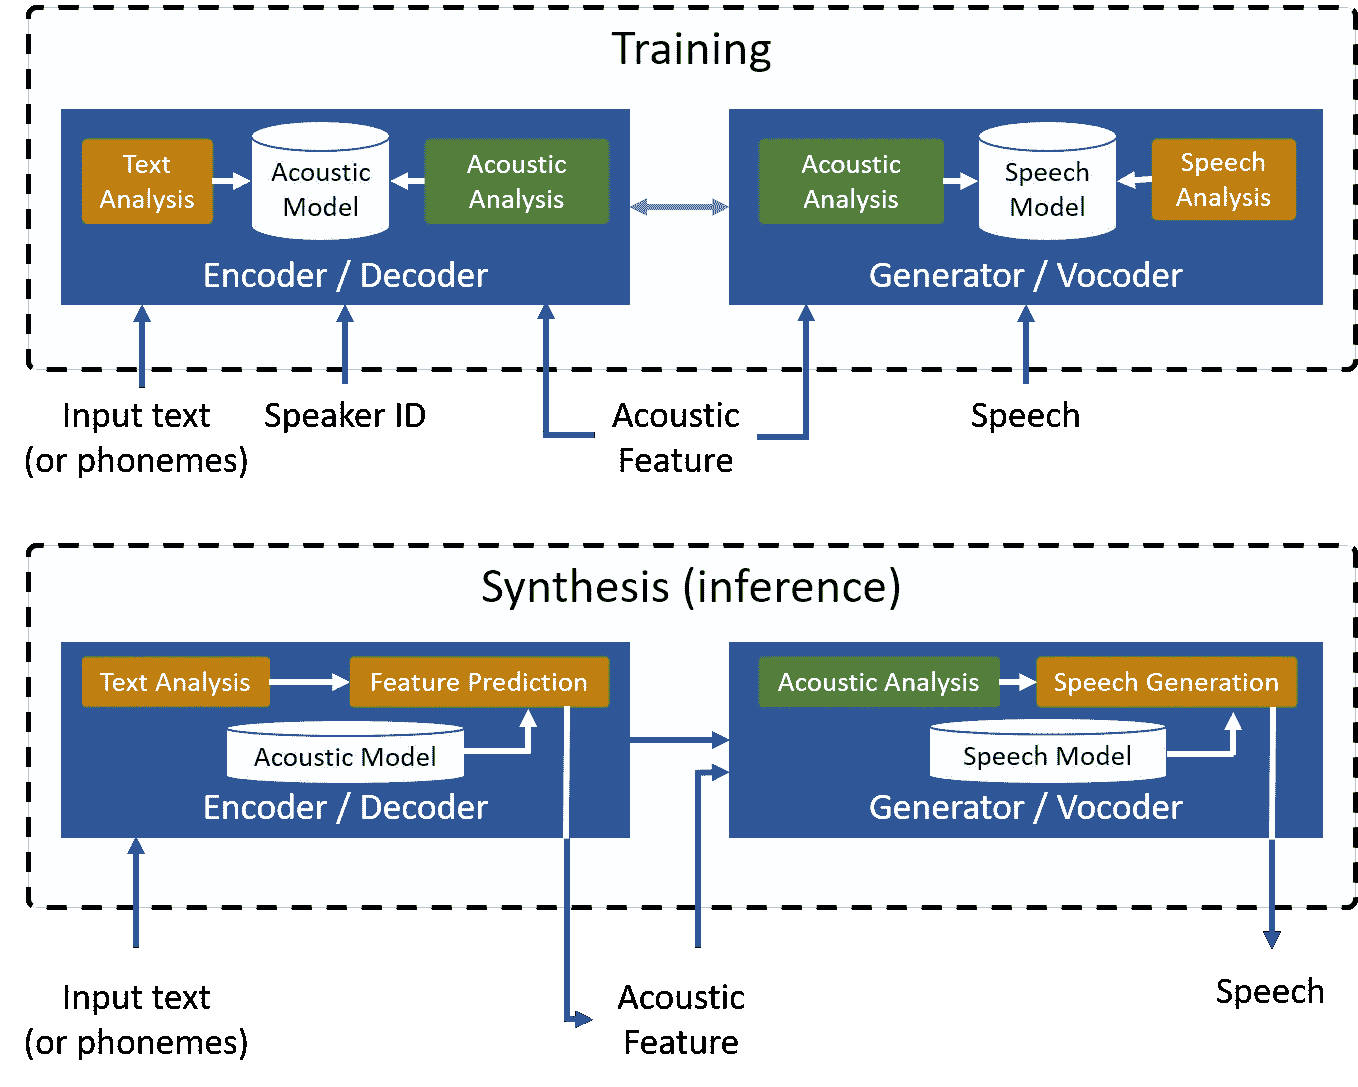 Training
Text
Analysis
Acoustic
Model
Acoustic
Analysis
Encoder / Decoder
Acoustic
Analysis
Speech
Model
Speech
Analysis
Generator / Vocoder
Input text
(or phonemes)
Speaker ID
Acoustic
Feature
Speech
Synthesis (inference)
Text Analysis
Feature Prediction
Acoustic Model
Encoder / Decoder
Acoustic Analysis
Speech Generation
Speech Model
Generator / Vocoder
Input text
(or phonemes)
Acoustic
Feature
Speech